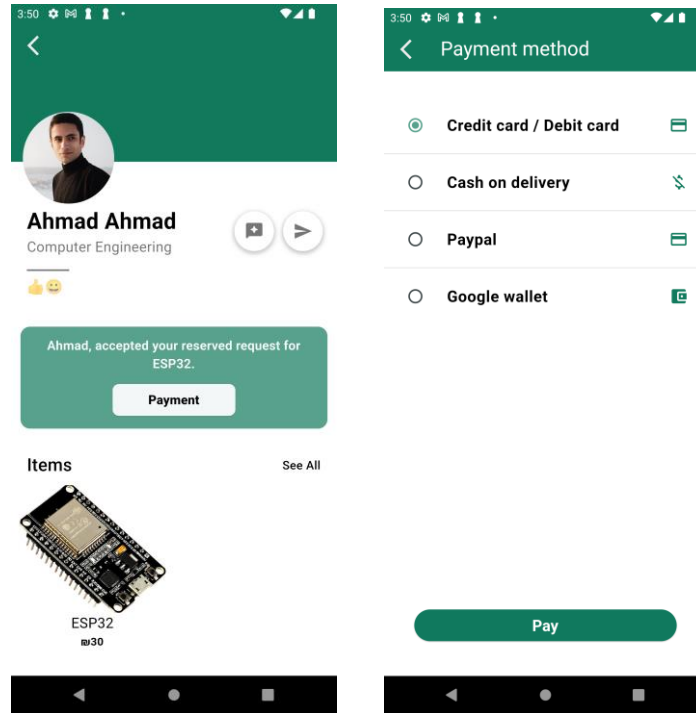 3:50
Ahmad Ahmad
Computer Engineering
👍😀
Ahmad, accepted your reserved request for
ESP32.
Payment
Items See All
ESP32
₪30
3:50
Payment method
Credit card / Debit card
Cash on delivery
Paypal
Google wallet
Pay